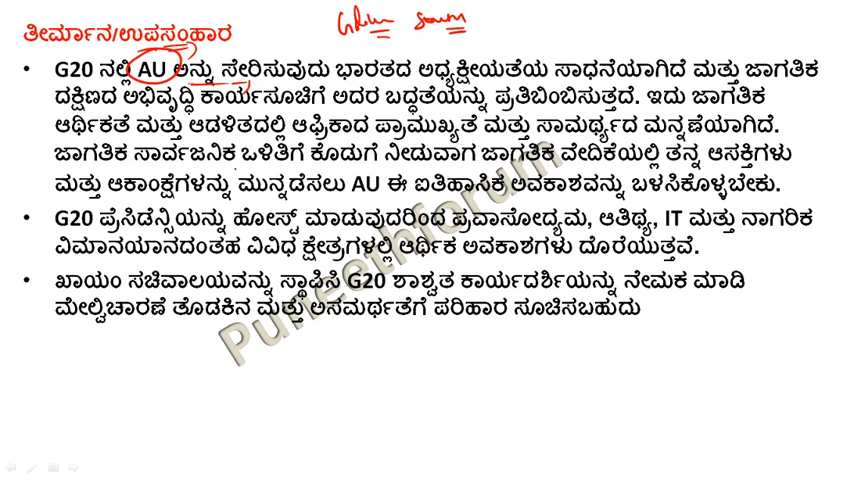 ತೀರ್ಮಾನ/ಉಪಸಂಹಾರ
• G20 ನಲ್ಲಿ AU ಅನ್ನು ಸೇರಿಸುವುದು ಭಾರತದ ಅಧ್ಯಕ್ಷೀಯತೆಯ ಸಾಧನೆಯಾಗಿದೆ ಮತ್ತು ಜಾಗತಿಕ
ದಕ್ಷಿಣದ ಅಭಿವೃದ್ಧಿ ಕಾರ್ಯಸೂಚಿಗೆ ಅದರ ಬದ್ಧತೆಯನ್ನು ಪ್ರತಿಬಿಂಬಿಸುತ್ತದೆ. ಇದು ಜಾಗತಿಕ
ಆರ್ಥಿಕತೆ ಮತ್ತು ಆಡಳಿತದಲ್ಲಿ ಆಫ್ರಿಕಾದ ಪ್ರಾಮುಖ್ಯತೆ ಮತ್ತು ಸಾಮರ್ಥ್ಯದ ಮನ್ನಣೆಯಾಗಿದೆ.
ಜಾಗತಿಕ ಸಾರ್ವಜನಿಕ ಒಳಿತಿಗೆ ಕೊಡುಗೆ ನೀಡುವಾಗ ಜಾಗತಿಕ ವೇದಿಕೆಯಲ್ಲಿ ತನ್ನ ಆಸಕ್ತಿಗಳು
ಮತ್ತು ಆಕಾಂಕ್ಷೆಗಳನ್ನು ಮುನ್ನಡೆಸಲು AU ಈ ಐತಿಹಾಸಿಕ ಅವಕಾಶವನ್ನು ಬಳಸಿಕೊಳ್ಳಬೇಕು.
• G20 ಪ್ರೆಸಿಡೆನ್ಸಿಯನ್ನು ಹೋಸ್ಟ್ ಮಾಡುವುದರಿಂದ ಪ್ರವಾಸೋದ್ಯಮ, ಆತಿಥ್ಯ, IT ಮತ್ತು ನಾಗರಿಕ
ವಿಮಾನಯಾನದಂತಹ ವಿವಿಧ ಕ್ಷೇತ್ರಗಳಲ್ಲಿ ಆರ್ಥಿಕ ಅವಕಾಶಗಳು ದೊರೆಯುತ್ತವೆ.
• ಖಾಯಂ ಸಚಿವಾಲಯವನ್ನು ಸ್ಥಾಪಿಸಿ G20 ಶಾಶ್ವತ ಕಾರ್ಯದರ್ಶಿಯನ್ನು ನೇಮಕ ಮಾಡಿ
ಮೇಲ್ವಿಚಾರಣೆ ತೊಡಕಿನ ಮತ್ತು ಅಸಮರ್ಥತೆಗೆ ಪರಿಹಾರ ಸೂಚಿಸಬಹುದು
Puneethforum